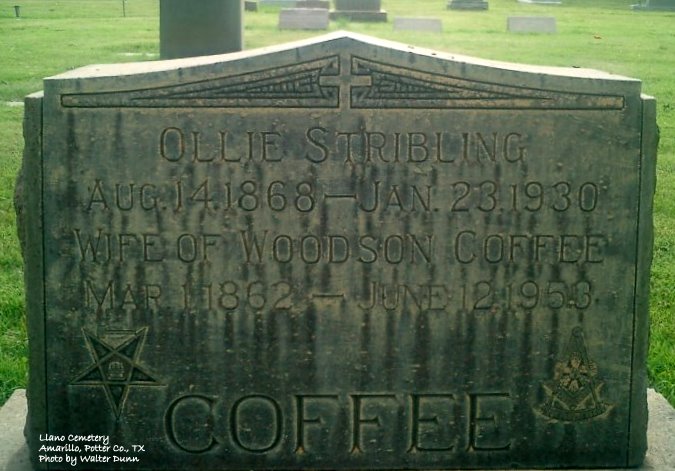 OLLIE STRIBLING
AUG. 14. 1868 – JAN. 23. 1930
WIFE OF WOODSON COFFEE
MAR. 1. 1862 – JUNE 12. 1953
COFFEE
Llano Cemetery
Amarillo, Potter Co., TX
Photo by Walter Dunn